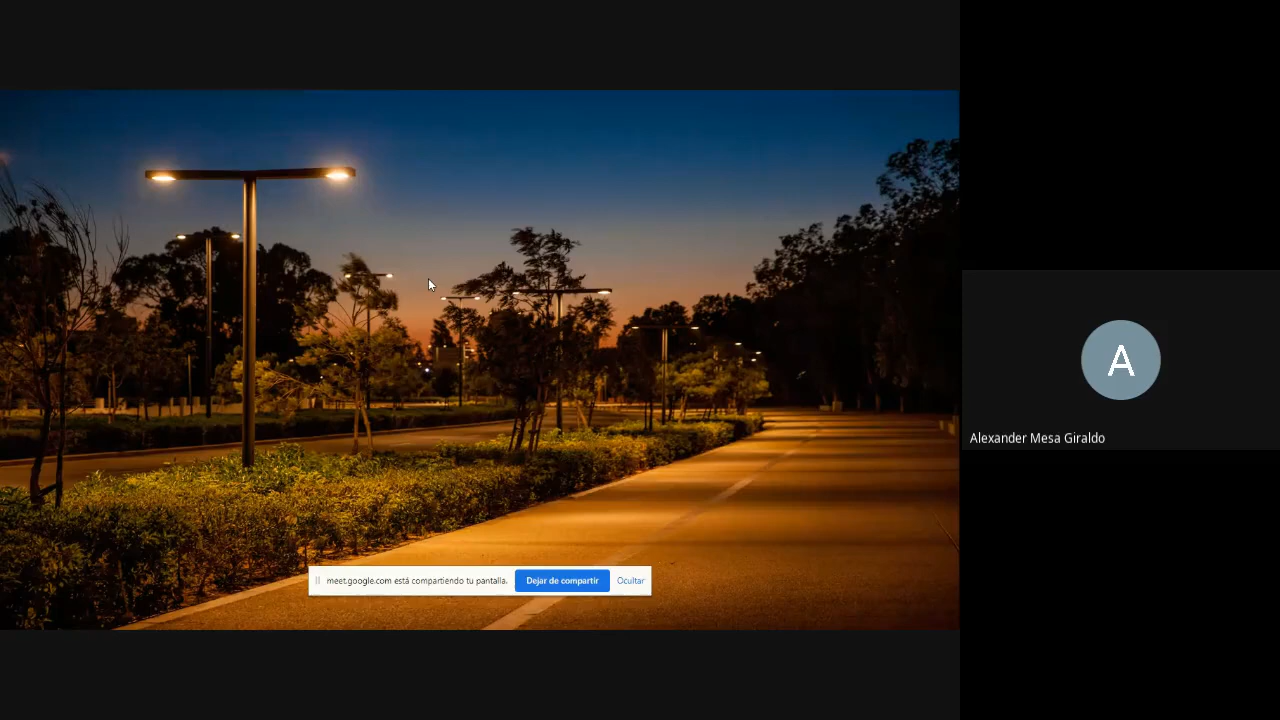 A
Alexander Mesa Giraldo
meet.google.com está compartiendo tu pantalla. Dejar de compartir Ocultar